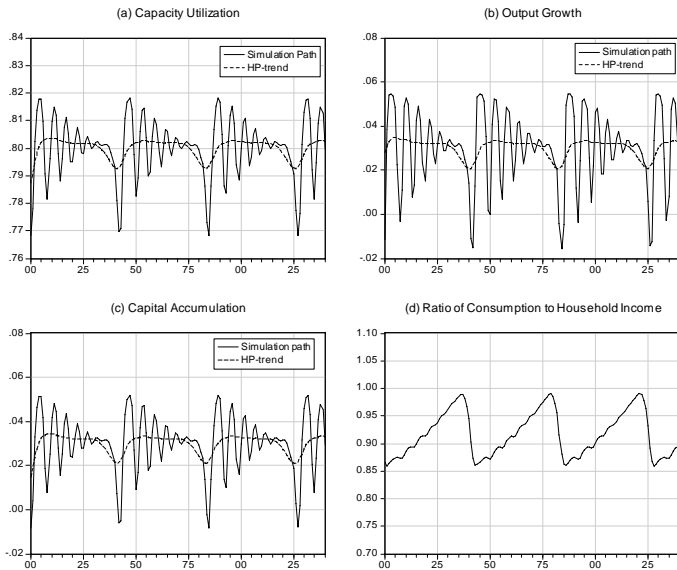 (a) Capacity Utilization
.84
.83
.82
.81
.80
.79
.78
.77
.76
00 25 50 75 00 25
Simulation Path
HP-trend
(b) Output Growth
.08
.06
.04
.02
.00
-.02
00 25 50 75 00 25
Simulation path
HP-trend
(c) Capital Accumulation
.08
.06
.04
.02
.00
-.02
00 25 50 75 00 25
Simulation path
HP-trend
(d) Ratio of Consumption to Household Income
1.10
1.05
1.00
0.95
0.90
0.85
0.80
0.75
0.70
00 25 50 75 00 25